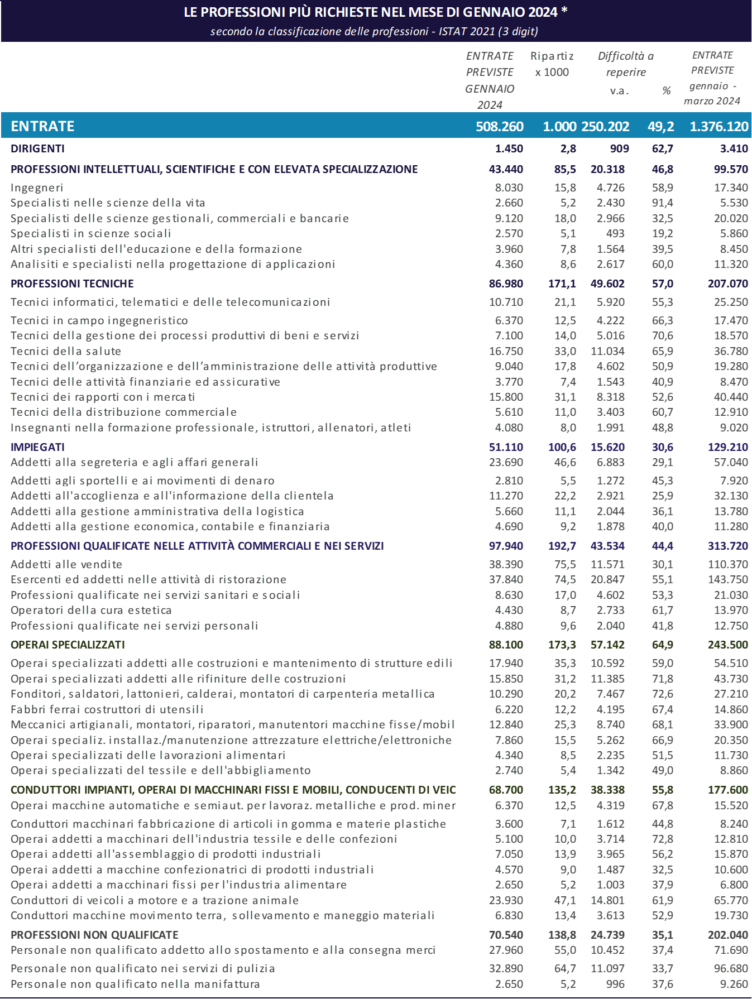 LE PROFESSIONI PIÙ RICHIESTE NEL MESE DI GENNAIO 2024 *
secondo la classificazione delle professioni - ISTAT 2021 (3 digit)
ENTRATE PREVISTE GENNAIO 2024 Ripartiz x 1000 Difficoltà a reperire v.a. % ENTRATE PREVISTE gennaio - marzo 2024
ENTRATE 508.260 1.000 250.202 49,2 1.376.120
DIRIGENTI 1.450 2,8 909 62,7 3.410
PROFESSIONI INTELLETTUALI, SCIENTIFICHE E CON ELEVATA SPECIALIZZAZIONE 43.440 85,5 20.318 46,8 99.570
Ingegneri 8.030 15,8 4.726 58,9 17.340
Specialisti nelle scienze della vita 2.660 5,2 2.430 91,4 5.530
Specialisti delle scienze gestionali, commerciali e bancarie 9.120 18,0 2.966 32,5 20.020
Specialisti in scienze sociali 2.570 5,1 493 19,2 5.860
Altri specialisti dell'educazione e della formazione 3.960 7,8 1.564 39,5 8.450
Analisiti e specialisti nella progettazione di applicazioni 4.360 8,6 2.617 60,0 11.320
PROFESSIONI TECNICHE 86.980 171,1 49.602 57,0 207.070
Tecnici informatici, telematici e delle telecomunicazioni 10.710 21,1 5.920 55,3 25.250
Tecnici in campo ingegneristico 6.370 12,5 4.222 66,3 17.470
Tecnici della gestione dei processi produttivi di beni e servizi 7.100 14,0 5.016 70,6 18.570
Tecnici della salute 16.750 33,0 11.034 65,9 36.780
Tecnici dell’organizzazione e dell’amministrazione delle attività produttive 9.040 17,8 4.602 50,9 19.280
Tecnici delle attività finanziarie ed assicurative 3.770 7,4 1.543 40,9 8.470
Tecnici dei rapporti con i mercati 15.800 31,1 8.318 52,6 40.440
Tecnici della distribuzione commerciale 5.610 11,0 3.403 60,7 12.910
Insegnanti nella formazione professionale, istruttori, allenatori, atleti 4.080 8,0 1.991 48,8 9.020
IMPIEGATI 51.110 100,6 15.620 30,6 129.210
Addetti alla segreteria e agli affari generali 23.690 46,6 6.883 29,1 57.040
Addetti agli sportelli e ai movimenti di denaro 2.810 5,5 1.272 45,3 7.920
Addetti all'accoglienza e all'informazione della clientela 11.270 22,2 2.921 25,9 32.130
Addetti alla gestione amministrativa della logistica 5.660 11,1 2.044 36,1 13.780
Addetti alla gestione economica, contabile e finanziaria 4.690 9,2 1.878 40,0 11.280
PROFESSIONI QUALIFICATE NELLE ATTIVITÀ COMMERCIALI E NEI SERVIZI 97.940 192,7 43.534 44,4 313.720
Addetti alle vendite 38.390 75,5 11.571 30,1 110.370
Esercenti ed addetti nelle attività di ristorazione 37.840 74,5 20.847 55,1 143.750
Professioni qualificate nei servizi sanitari e sociali 8.630 17,0 4.602 53,3 21.030
Operatori della cura estetica 4.430 8,7 2.733 61,7 13.970
Professioni qualificate nei servizi personali 4.880 9,6 2.040 41,8 12.750
OPERAI SPECIALIZZATI 88.100 173,3 57.142 64,9 243.500
Operai specializzati addetti alle costruzioni e mantenimento di strutture edili 17.940 35,3 10.592 59,0 54.510
Operai specializzati addetti alle rifiniture delle costruzioni 15.850 31,2 11.385 71,8 43.730
Fonditori, saldatori, lattonieri, calderai, montatori di carpenteria metallica 10.290 20,2 7.467 72,6 27.210
Fabbri ferrai costruttori di utensili 6.220 12,2 4.195 67,4 14.860
Meccanici artigianali, montatori, riparatori, manutentori macchine fisse/mobil 12.840 25,3 8.740 68,1 33.900
Operai specializ. installaz./manutenzione attrezzature elettriche/elettroniche 7.860 15,5 5.262 66,9 20.350
Operai specializzati delle lavorazioni alimentari 4.340 8,5 2.235 51,5 11.730
Operai specializzati del tessile e dell'abbigliamento 2.740 5,4 1.342 49,0 8.860
CONDUTTORI IMPIANTI, OPERAI DI MACCHINARI FISSI E MOBILI, CONDUCENTI DI VEIC 68.700 135,2 38.338 55,8 177.600
Operai macchine automatiche e semiaut. per lavoraz. metalliche e prod. miner 6.370 12,5 4.319 67,8 15.520
Conduttori macchinari fabbricazione di articoli in gomma e materie plastiche 3.600 7,1 1.612 44,8 8.240
Operai addetti a macchinari dell'industria tessile e delle confezioni 5.100 10,0 3.714 72,8 12.810
Operai addetti all'assemblaggio di prodotti industriali 7.050 13,9 3.965 56,2 15.870
Operai addetti a macchine confezionatrici di prodotti industriali 4.570 9,0 1.487 32,5 10.600
Operai addetti a macchinari fissi per l'industria alimentare 2.650 5,2 1.003 37,9 6.800
Conduttori di veicoli a motore e a trazione animale 23.930 47,1 14.801 61,9 65.770
Conduttori macchine movimento terra, sollevamento e maneggio materiali 6.830 13,4 3.613 52,9 19.730
PROFESSIONI NON QUALIFICATE 70.540 138,8 24.739 35,1 202.040
Personale non qualificato addetto allo spostamento e alla consegna merci 27.960 55,0 10.452 37,4 71.690
Personale non qualificato nei servizi di pulizia 32.890 64,7 11.097 33,7 96.680
Personale non qualificato nella manifattura 2.650 5,2 996 37,6 9.260